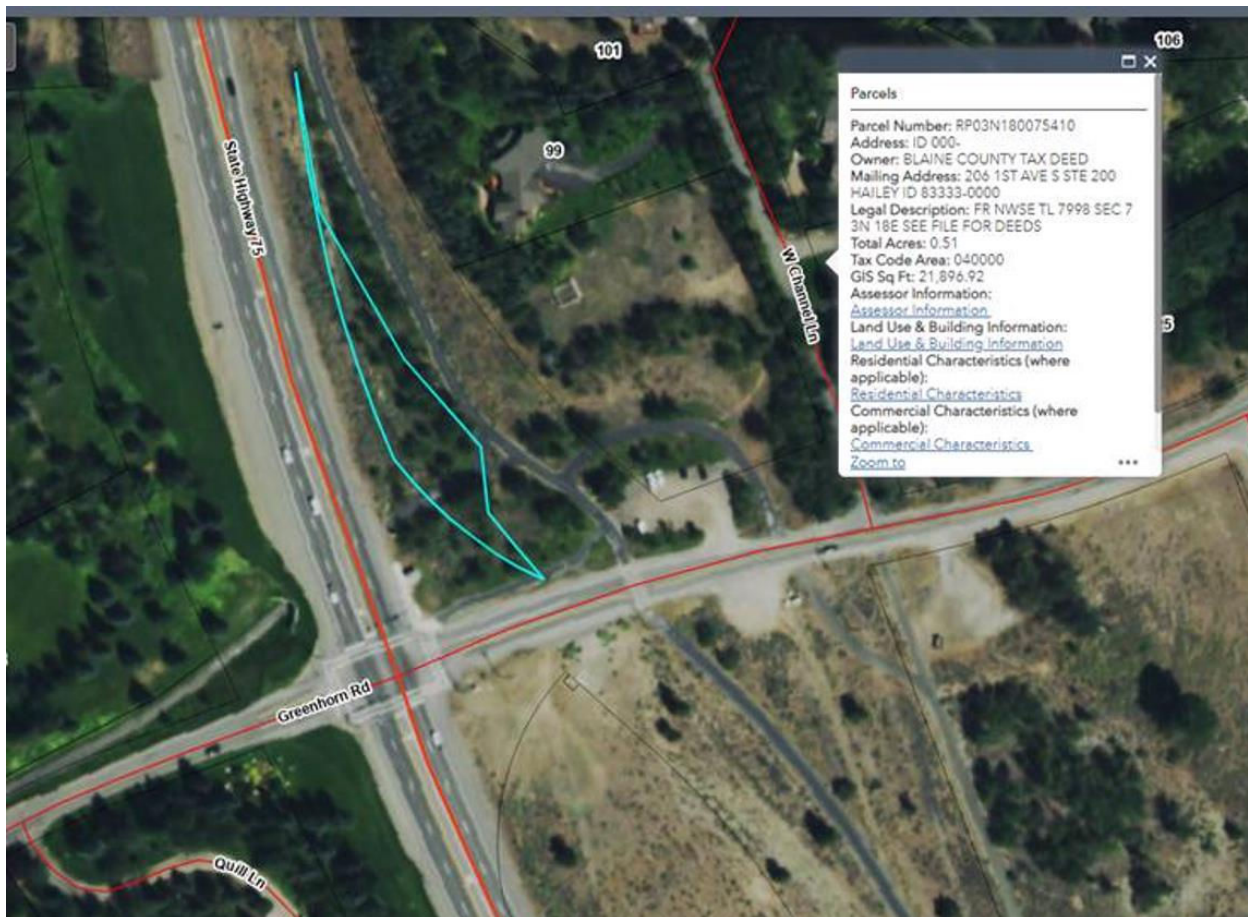 101
106
Parcels
Parcel Number: RP03N180075410
Address: ID 000-
Owner: BLAINE COUNTY TAX DEED
Mailing Address: 206 1ST AVE S STE 200
HAILEY ID 83333-0000
Legal Description: FR NWSE TL 7998 SEC 7
3N 18E SEE FILE FOR DEEDS
Total Acres: 0.51
Tax Code Area: 040000
GIS Sq Ft: 21,896.92
Assessor Information:
Assessor Information
Land Use & Building Information:
Land Use & Building Information
Residential Characteristics (where
applicable):
Residential Characteristics
Commercial Characteristics (where
applicable):
Commercial Characteristics
Zoom to
99
State Highway 75
W Channel Ln
Greenhorn Rd
Quill Ln